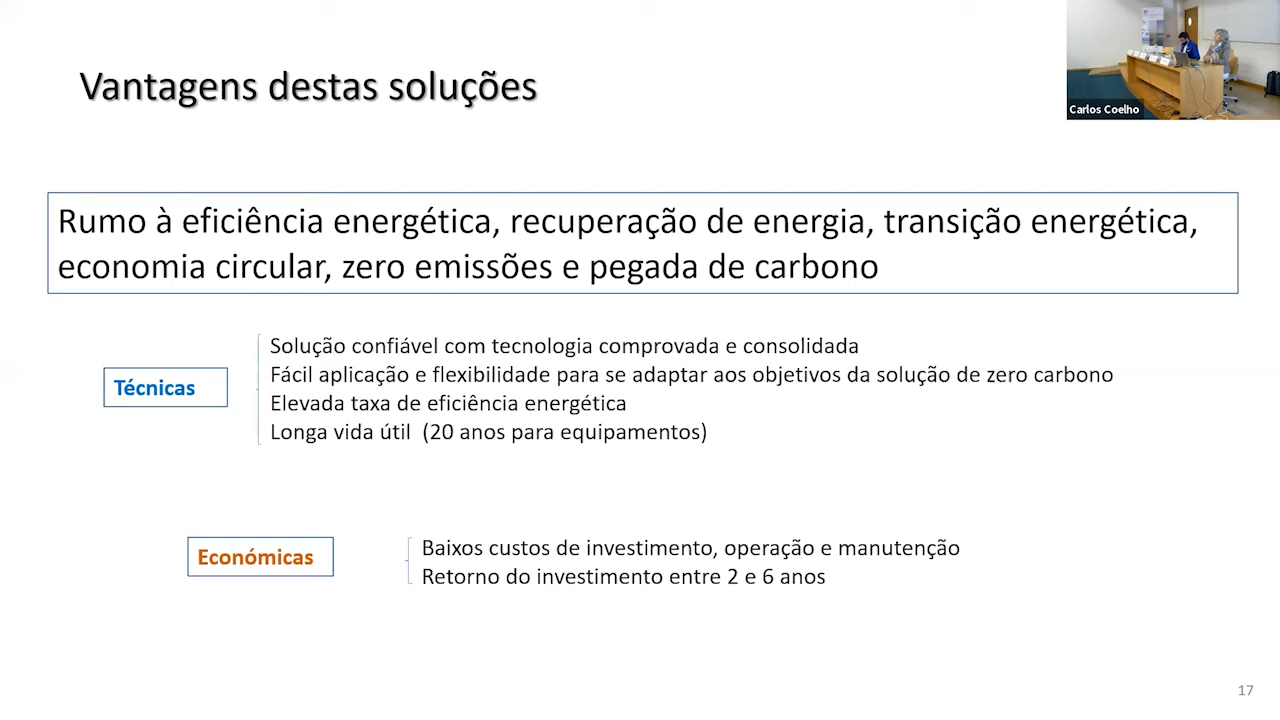 Vantagens destas soluções
Carlos Coelho
Rumo à eficiência energética, recuperação de energia, transição energética,
economia circular, zero emissões e pegada de carbono
Técnicas
Solução confiável com tecnologia comprovada e consolidada
Fácil aplicação e flexibilidade para se adaptar aos objetivos da solução de zero carbono
Elevada taxa de eficiência energética
Longa vida útil (20 anos para equipamentos)
Económicas
Baixos custos de investimento, operação e manutenção
Retorno do investimento entre 2 e 6 anos
17